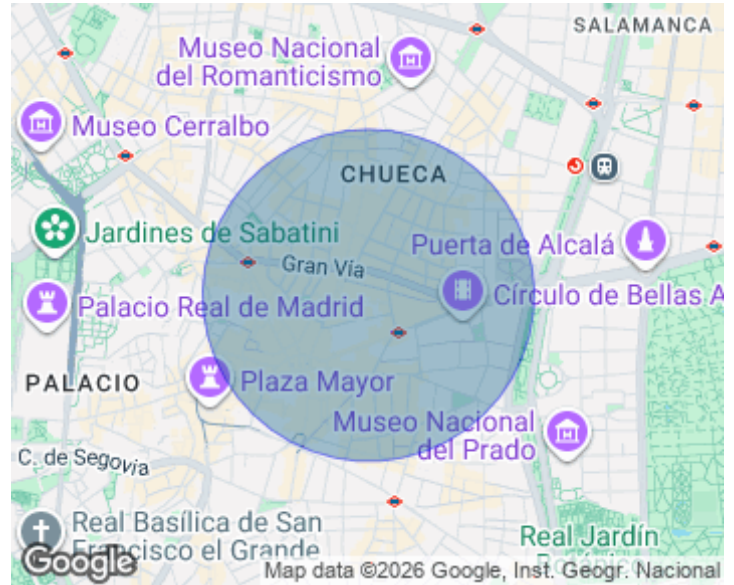 SALAMANCA
Museo Nacional
del Romanticismo
Museo Cerralbo
CHUECA
Jardines de Sabatini
Puerta de Alcalá
Gran Vía
Círculo de Bellas A
Palacio Real de Madrid
PALACIO
Plaza Mayor
Museo Nacional
del Prado
C. de Segovia
Real Basílica de San
Francisco el Grande
Real Jardín
Google
Map data ©2026 Google, Inst. Geogr. Nacional